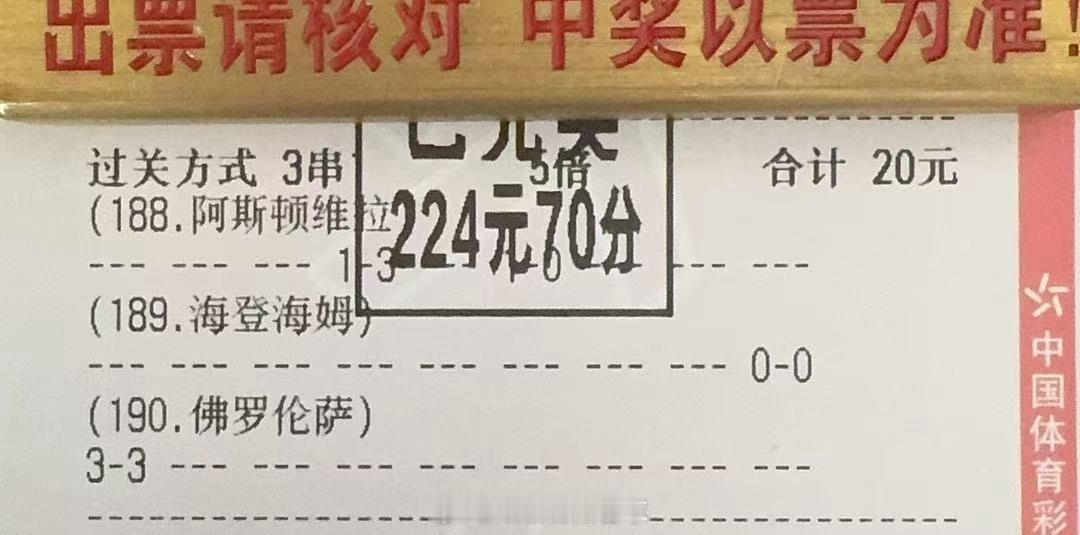 出票请核对 中奖以票为准!
过关方式 3串 5倍 合计 20元
(188.阿斯顿维拉
224元70分
--- --- --- 1-3 --- --- ---
(189.海登海姆)
--- --- --- --- --- --- --- --- 0-0
(190.佛罗伦萨)
3-3 --- --- --- --- --- --- --- ---
中国体育彩